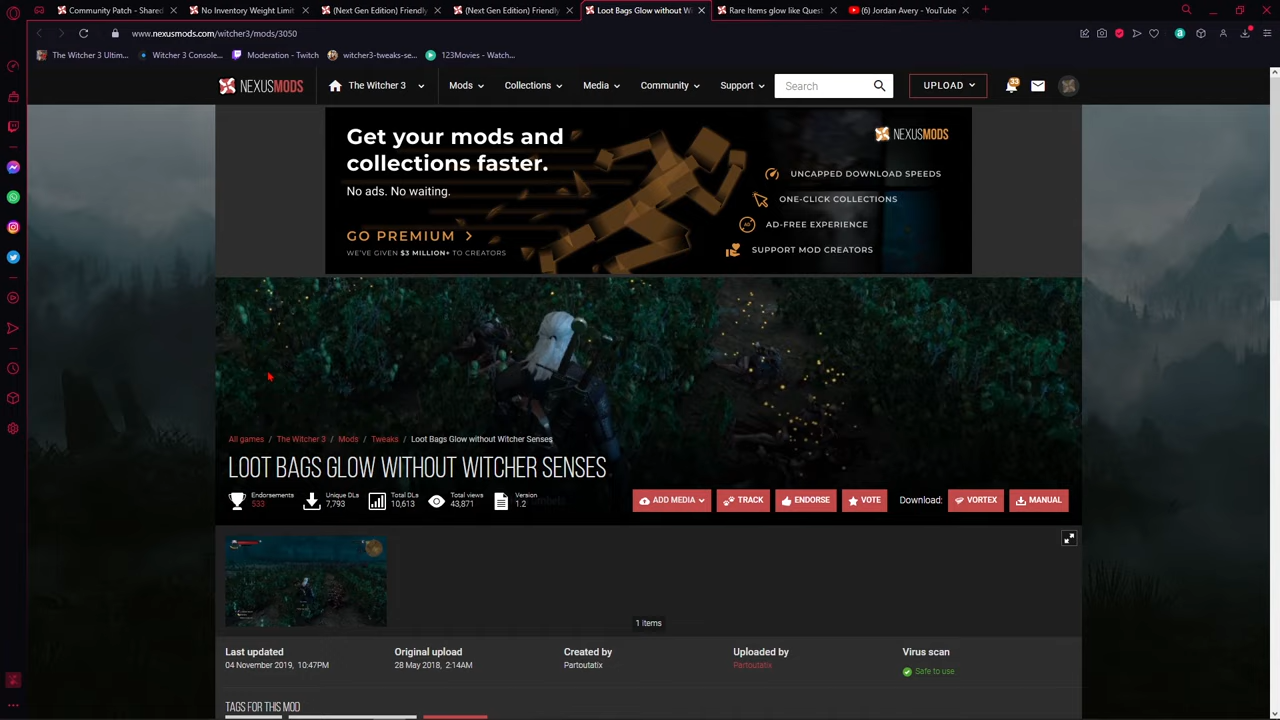 Community Patch - Shared
No Inventory Weight Limit
(Next Gen Edition) Friendly
(Next Gen Edition) Friendly
Loot Bags Glow without Wi
Rare Items glow like Quest
(6) Jordan Avery - YouTube
www.nexusmods.com/witcher3/mods/3050
The Witcher 3 Ultim...
Witcher 3 Console...
Moderation - Twitch
witcher3-tweaks-se...
123Movies - Watch...
NEXUSMODS
The Witcher 3
Mods
Collections
Media
Community
Support
Search
UPLOAD
33
Get your mods and
collections faster.
No ads. No waiting.
GO PREMIUM >
WE'VE GIVEN $3 MILLION+ TO CREATORS
NEXUSMODS
UNCAPPED DOWNLOAD SPEEDS
ONE-CLICK COLLECTIONS
AD-FREE EXPERIENCE
SUPPORT MOD CREATORS
All games / The Witcher 3 / Mods / Tweaks / Loot Bags Glow without Witcher Senses
LOOT BAGS GLOW WITHOUT WITCHER SENSES
Endorsements
533
Unique DLs
7,793
Total DLs
10,613
Total views
43,871
Version
1.2
ADD MEDIA
TRACK
ENDORSE
VOTE
Download:
VORTEX
MANUAL
1 items
Last updated
04 November 2019, 10:47PM
Original upload
28 May 2018, 2:14AM
Created by
Partoutatix
Uploaded by
Partoutatix
Virus scan
Safe to use
TAGS FOR THIS MOD